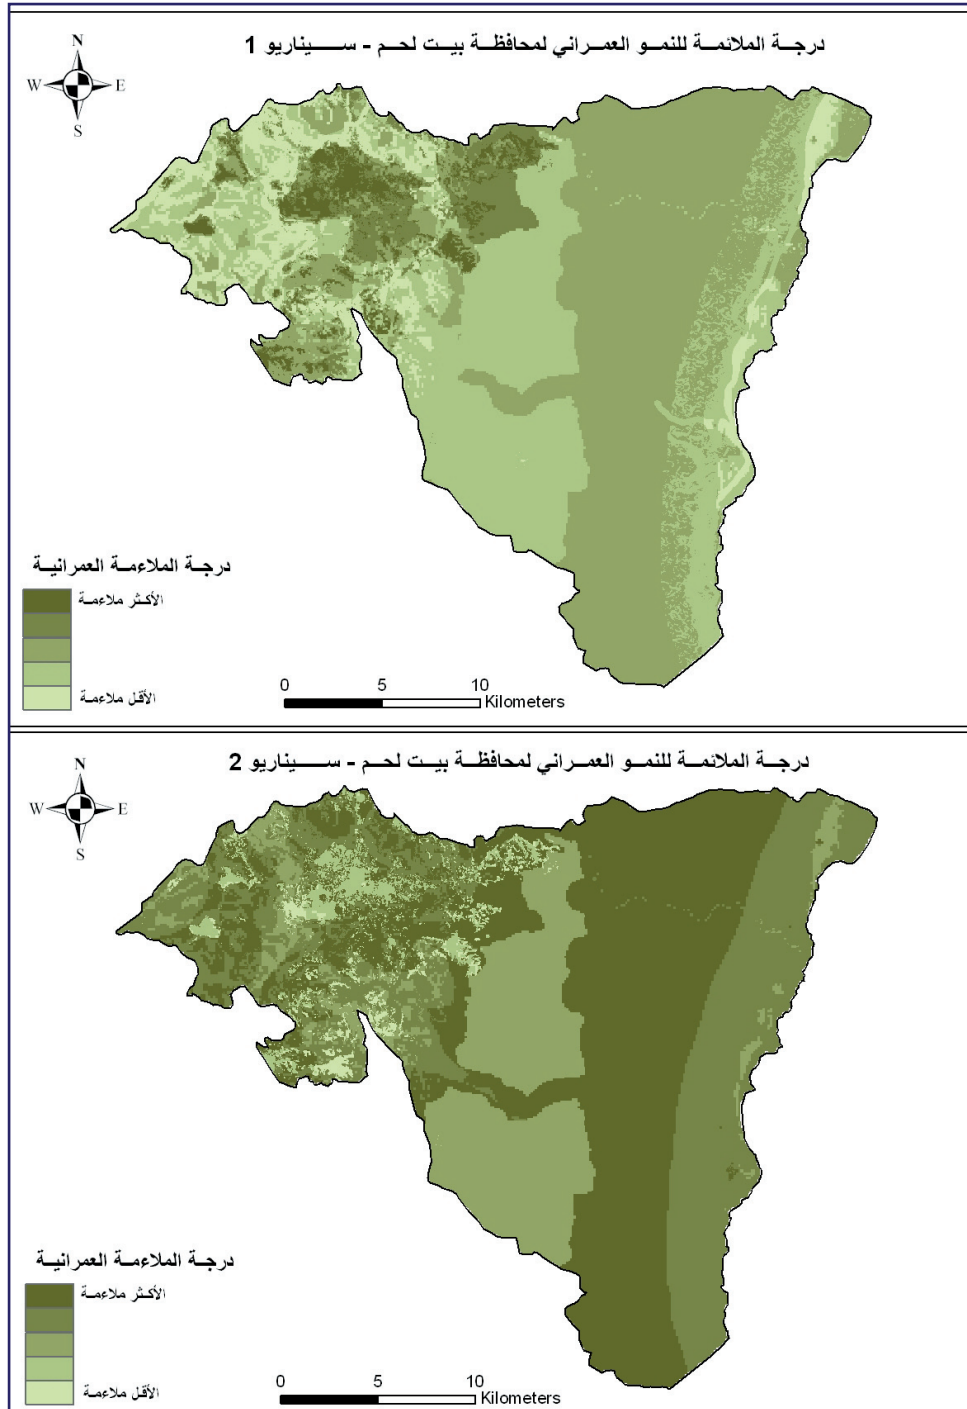 درجة الملائمة للنمو العمراني لمحافظة بيت لحم - سيناريو 1
N
W E
S
درجة الملاءمة العمرانية
الأكثر ملاءمة
الأقل ملاءمة
0 5 10
Kilometers
درجة الملائمة للنمو العمراني لمحافظة بيت لحم - سيناريو 2
N
W E
S
درجة الملاءمة العمرانية
الأكثر ملاءمة
الأقل ملاءمة
0 5 10
Kilometers